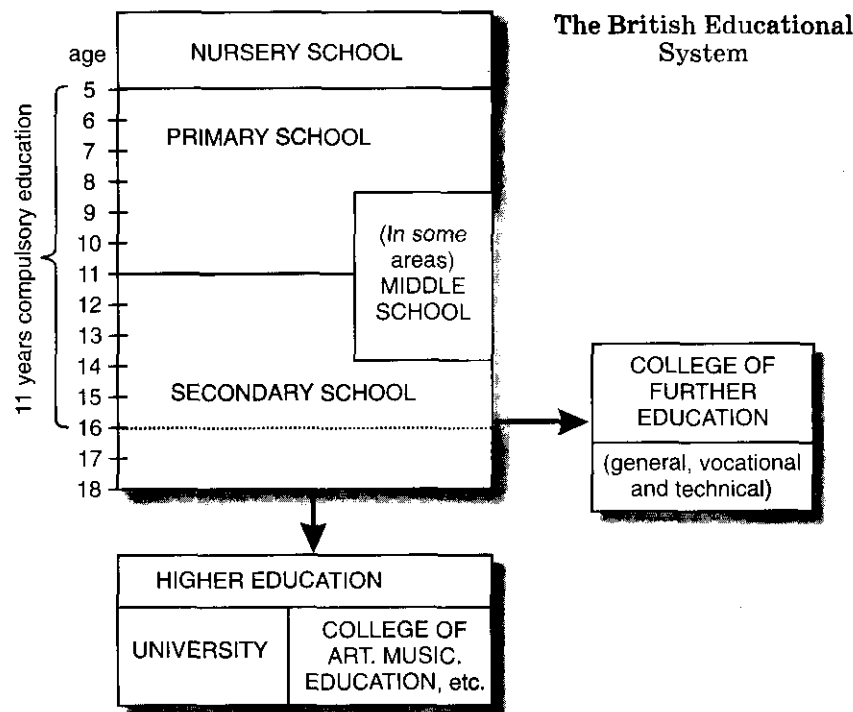 The British Educational
System
age
NURSERY SCHOOL
5
6
7
8
9
10
11
12
13
14
15
16
17
18
11 years compulsory education
PRIMARY SCHOOL
(In some
areas)
MIDDLE
SCHOOL
SECONDARY SCHOOL
COLLEGE OF
FURTHER
EDUCATION
(general, vocational
and technical)
HIGHER EDUCATION
UNIVERSITY
COLLEGE OF
ART. MUSIC.
EDUCATION, etc.